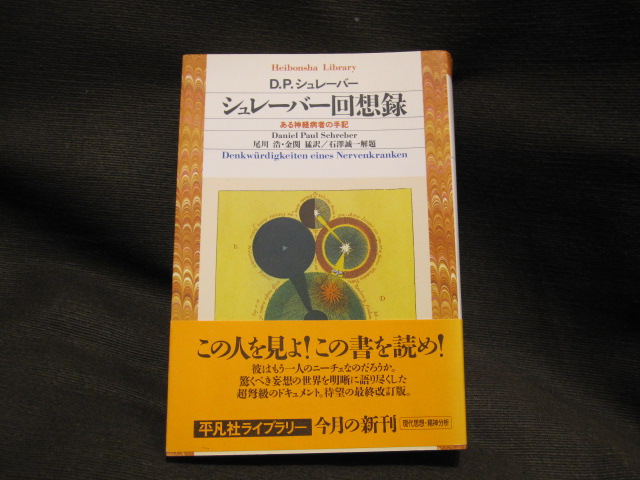 Heibonsha Library
D.P.シュレーバー
シュレーバー回想録
ある神経病者の手記
Daniel Paul Schreber
尾川 浩・金関 猛訳／石澤誠一解題
Denkwürdigkeiten eines Nervenkranken
E
D
この人を見よ!この書を読め!
彼はもう一人のニーチェなのだろうか。
驚くべき妄想の世界を明晰に語り尽くした
超弩級のドキュメント。待望の最終改訂版。
平凡社ライブラリー 今月の新刊 現代思想・精神分析